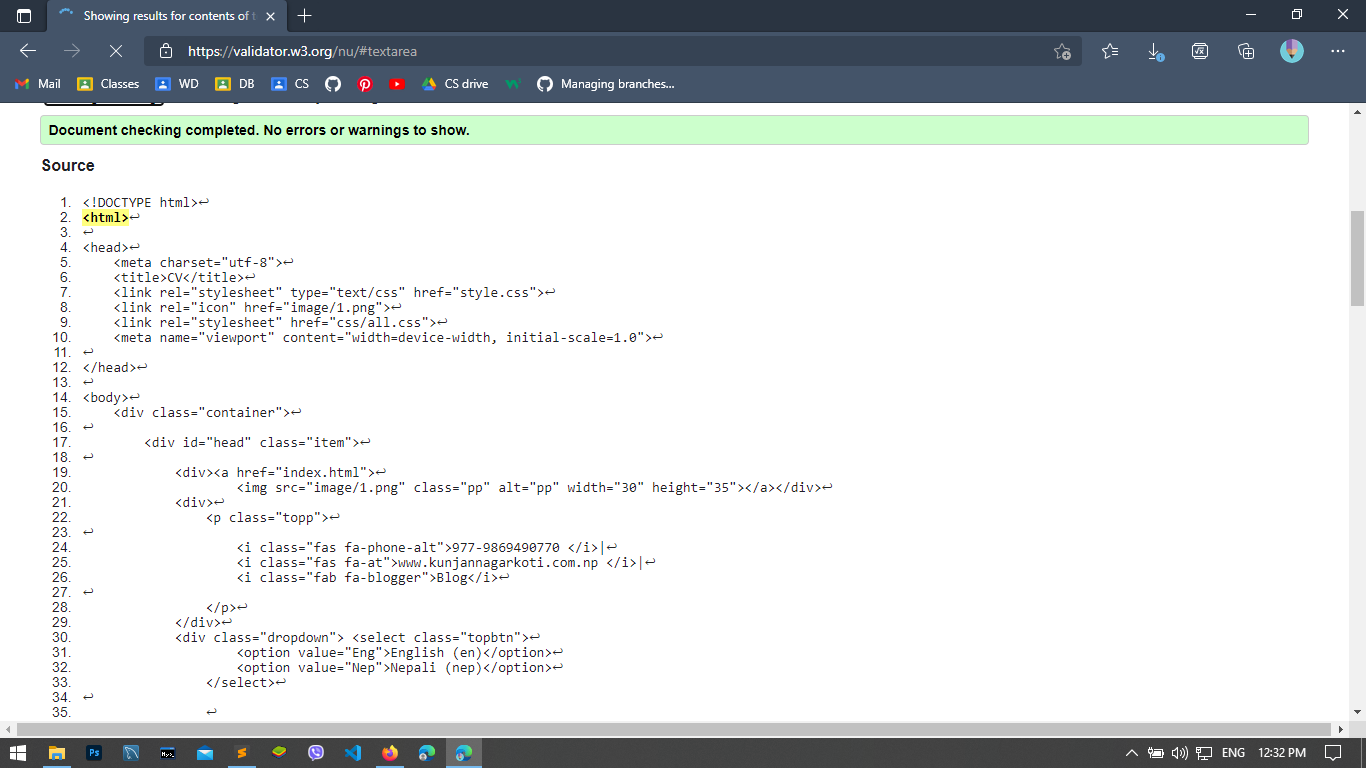 Showing results for contents of t
https://validator.w3.org/nu/#textarea
Mail Classes WD DB CS CS drive Managing branches...
Document checking completed. No errors or warnings to show.
Source
1. <!DOCTYPE html>↩
2. <html>↩
3. ↩
4. <head>↩
5.     <meta charset="utf-8">↩
6.     <title>CV</title>↩
7.     <link rel="stylesheet" type="text/css" href="style.css">↩
8.     <link rel="icon" href="image/1.png">↩
9.     <link rel="stylesheet" href="css/all.css">↩
10.     <meta name="viewport" content="width=device-width, initial-scale=1.0">↩
11. ↩
12. </head>↩
13. ↩
14. <body>↩
15.     <div class="container">↩
16. ↩
17.         <div id="head" class="item">↩
18. ↩
19.             <div><a href="index.html">↩
20.                     <img src="image/1.png" class="pp" alt="pp" width="30" height="35"></a></div>↩
21.             <div>↩
22.                 <p class="topp">↩
23. ↩
24.                     <i class="fas fa-phone-alt">977-9869490770 </i>|↩
25.                     <i class="fas fa-at">www.kunjannagarkoti.com.np </i>|↩
26.                     <i class="fab fa-blogger">Blog</i>↩
27. ↩
28.                 </p>↩
29.             </div>↩
30.             <div class="dropdown"> <select class="topbtn">↩
31.                     <option value="Eng">English (en)</option>↩
32.                     <option value="Nep">Nepali (nep)</option>↩
33.                 </select>↩
34. ↩
35.                 ↩
Ps
ENG 12:32 PM